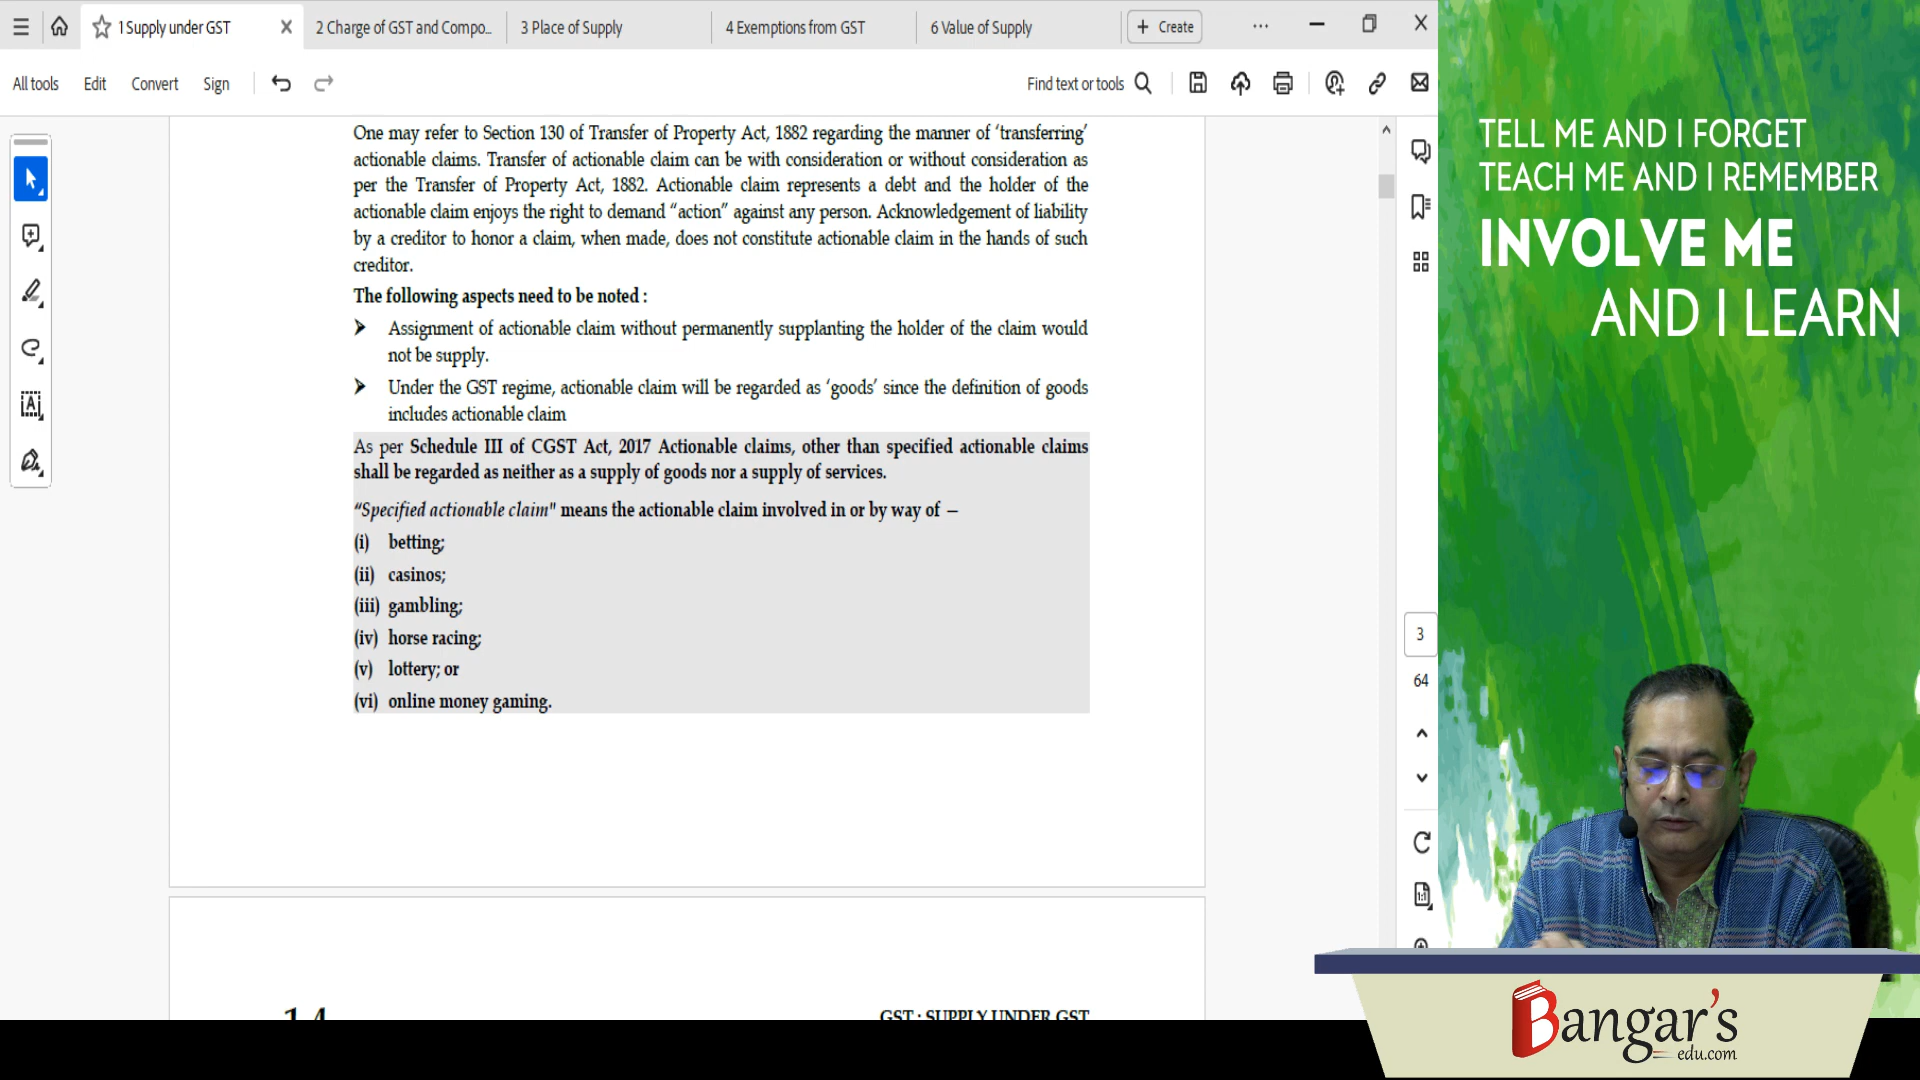 1 Supply under GST
2 Charge of GST and Compo...
3 Place of Supply
4 Exemptions from GST
6 Value of Supply
+ Create
All tools
Edit
Convert
Sign
Find text or tools
One may refer to Section 130 of Transfer of Property Act, 1882 regarding the manner of ‘transferring’
actionable claims. Transfer of actionable claim can be with consideration or without consideration as
per the Transfer of Property Act, 1882. Actionable claim represents a debt and the holder of the
actionable claim enjoys the right to demand “action” against any person. Acknowledgement of liability
by a creditor to honor a claim, when made, does not constitute actionable claim in the hands of such
creditor.
The following aspects need to be noted :
Assignment of actionable claim without permanently supplanting the holder of the claim would
not be supply.
Under the GST regime, actionable claim will be regarded as ‘goods’ since the definition of goods
includes actionable claim
As per Schedule III of CGST Act, 2017 Actionable claims, other than specified actionable claims
shall be regarded as neither as a supply of goods nor a supply of services.
“Specified actionable claim" means the actionable claim involved in or by way of –
(i) betting;
(ii) casinos;
(iii) gambling;
(iv) horse racing;
(v) lottery; or
(vi) online money gaming.
1.4
GST : SUPPLY UNDER GST
3
64
TELL ME AND I FORGET
TEACH ME AND I REMEMBER
INVOLVE ME
AND I LEARN
Bangar's
edu.com